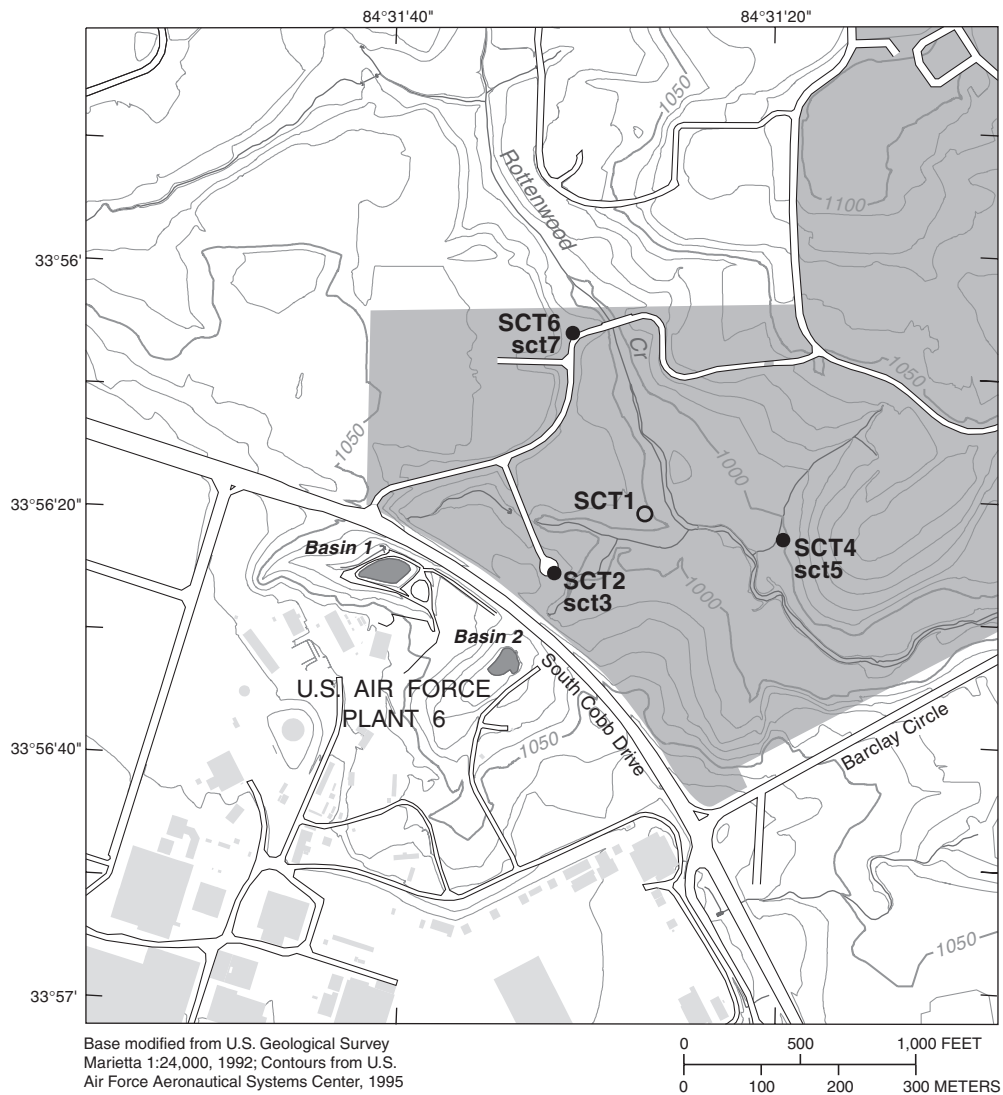 84°31'40"
84°31'20"
1050
Rottenwood
1100
33°56'
SCT6
sct7
Cr
1050
1050
1000
33°56'20"
SCT1
Basin 1
SCT4
sct5
SCT2
sct3
1000
Basin 2
U.S. AIR FORCE
PLANT 6
South Cobb Drive
1050
33°56'40"
Barclay Circle
1050
33°57'
Base modified from U.S. Geological Survey
Marietta 1:24,000, 1992; Contours from U.S.
Air Force Aeronautical Systems Center, 1995
0 500 1,000 FEET
0 100 200 300 METERS